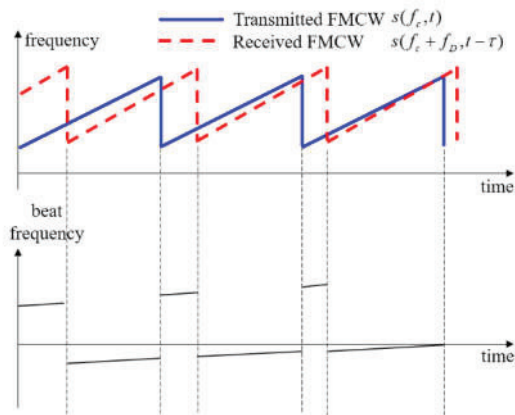 Transmitted FMCW s(f_c,t)
frequency
Received FMCW s(f_c + f_D, t − τ)
time
beat
frequency
time